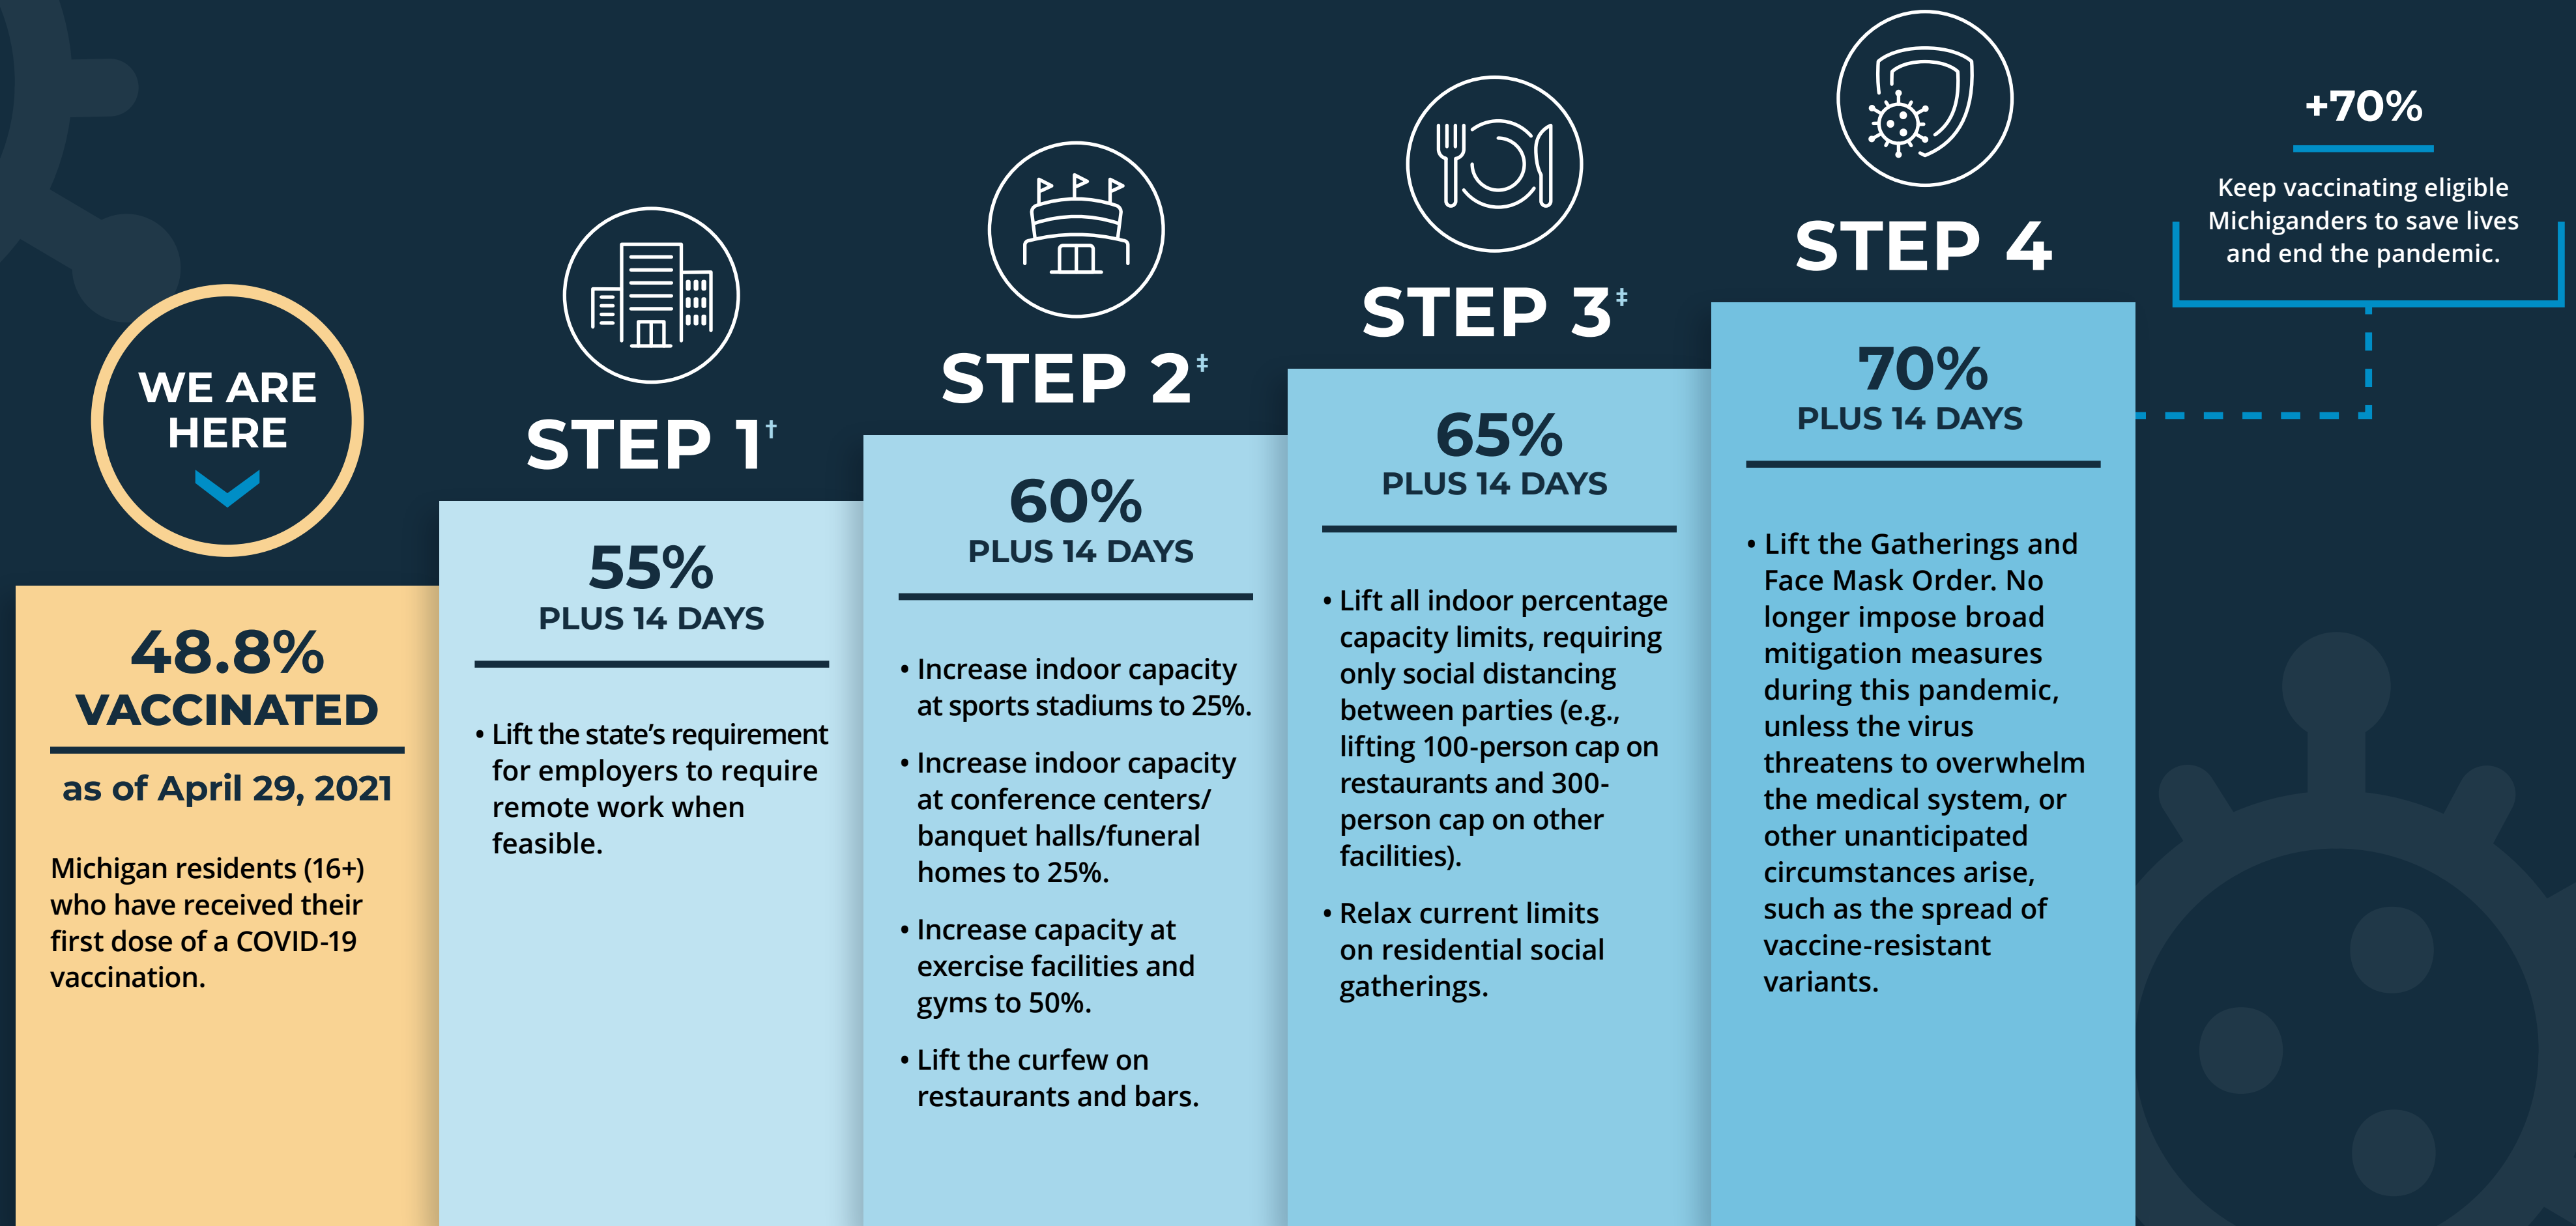 WE ARE
HERE
48.8%
VACCINATED
as of April 29, 2021
Michigan residents (16+)
who have received their
first dose of a COVID-19
vaccination.
STEP 1†
55%
PLUS 14 DAYS
• Lift the state’s requirement
for employers to require
remote work when
feasible.
STEP 2‡
60%
PLUS 14 DAYS
• Increase indoor capacity
at sports stadiums to 25%.
• Increase indoor capacity
at conference centers/
banquet halls/funeral
homes to 25%.
• Increase capacity at
exercise facilities and
gyms to 50%.
• Lift the curfew on
restaurants and bars.
STEP 3‡
65%
PLUS 14 DAYS
• Lift all indoor percentage
capacity limits, requiring
only social distancing
between parties (e.g.,
lifting 100-person cap on
restaurants and 300-
person cap on other
facilities).
• Relax current limits
on residential social
gatherings.
STEP 4
70%
PLUS 14 DAYS
• Lift the Gatherings and
Face Mask Order. No
longer impose broad
mitigation measures
during this pandemic,
unless the virus
threatens to overwhelm
the medical system, or
other unanticipated
circumstances arise,
such as the spread of
vaccine-resistant
variants.
+70%
Keep vaccinating eligible
Michiganders to save lives
and end the pandemic.